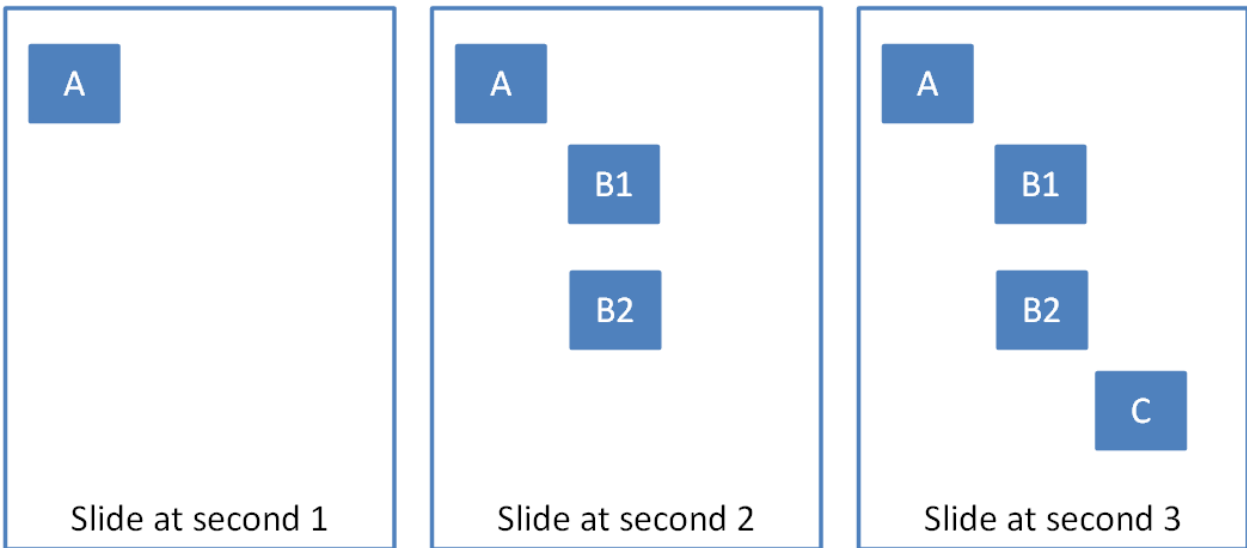 A
Slide at second 1
A
B1
B2
Slide at second 2
A
B1
B2
C
Slide at second 3